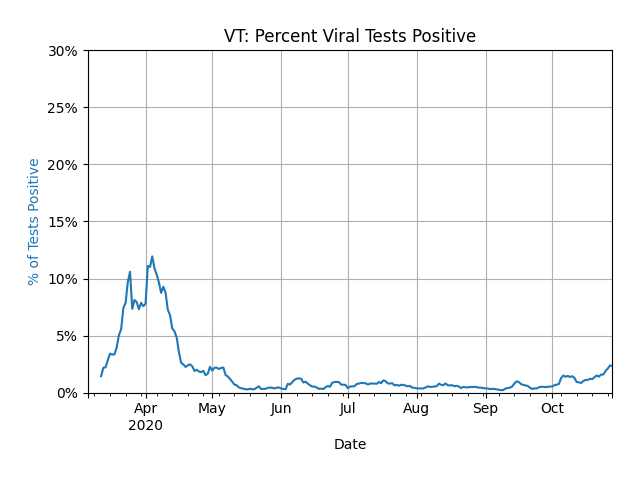 VT: Percent Viral Tests Positive
30%
25%
20%
15%
10%
5%
0%
% of Tests Positive
Apr May Jun Jul Aug Sep Oct
2020
Date